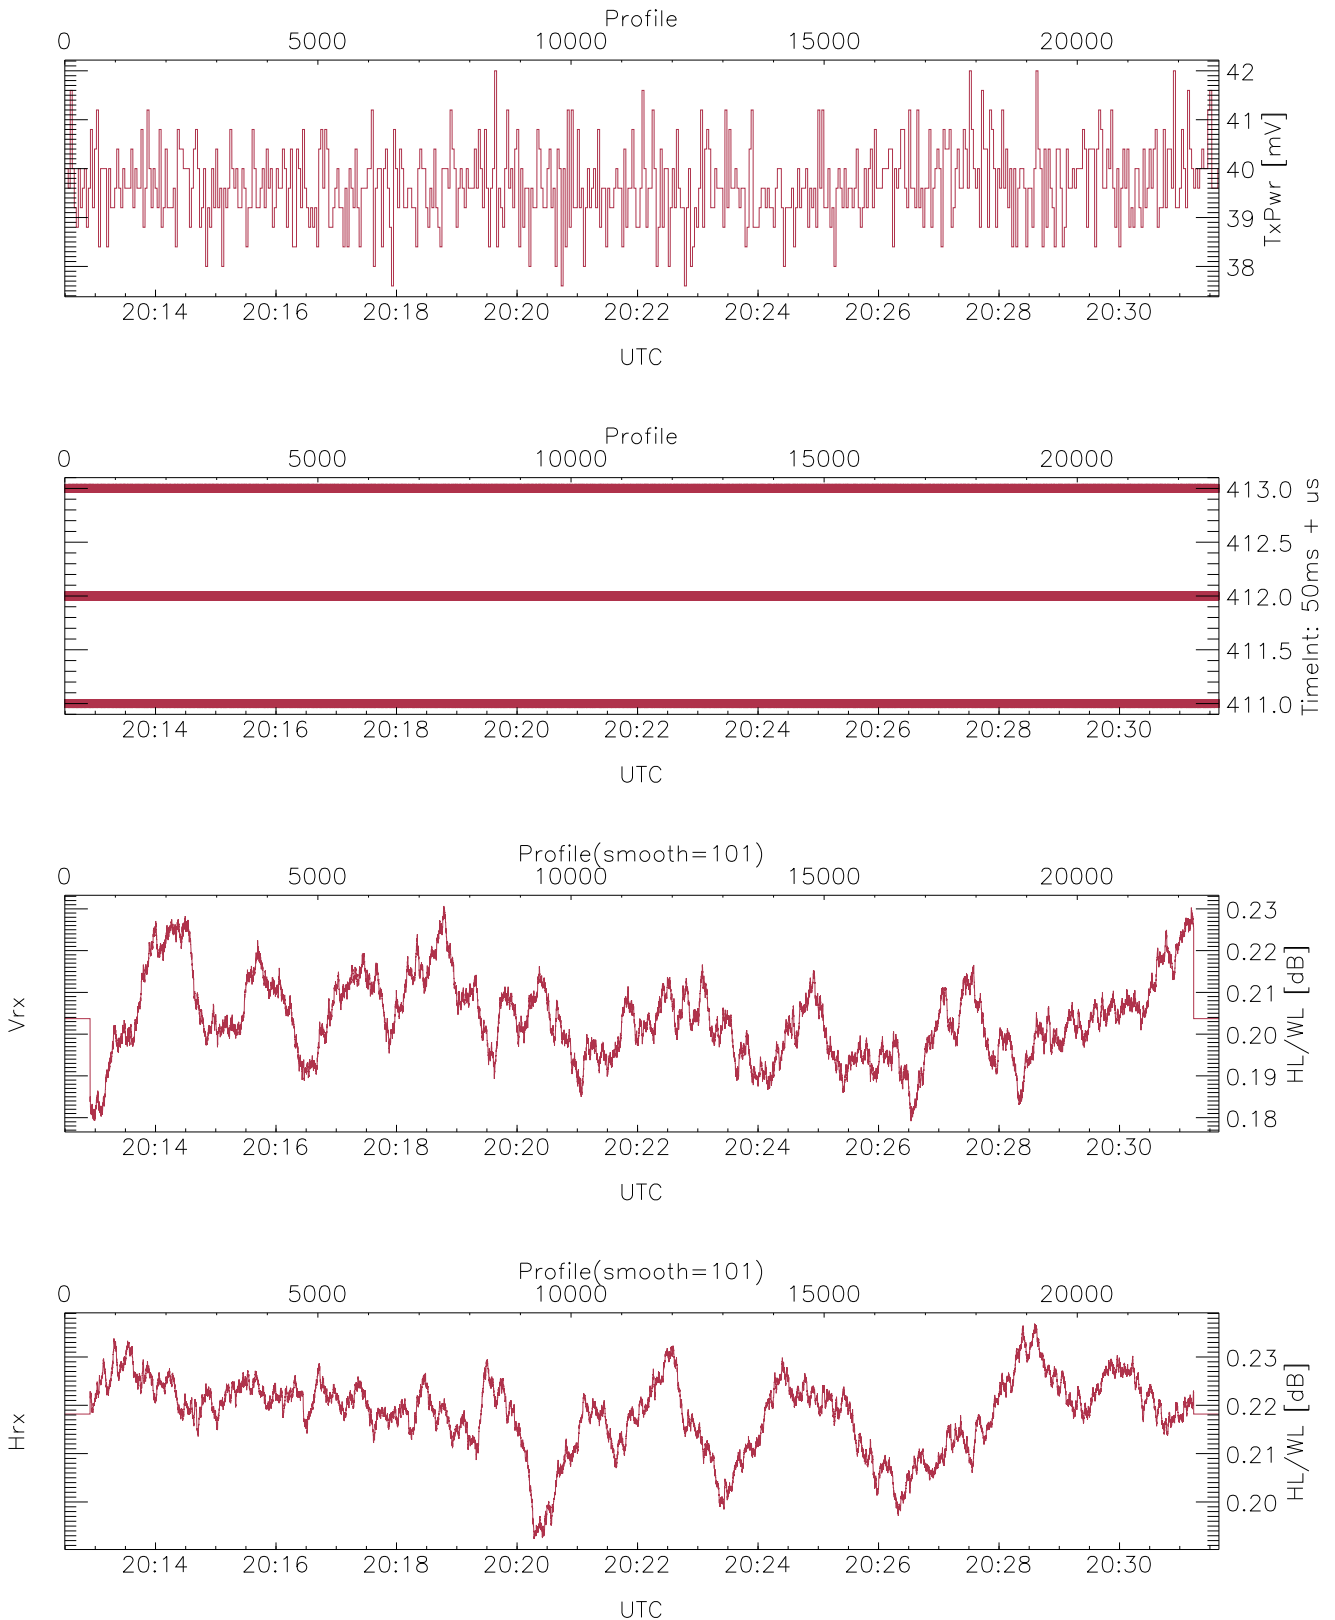 Profile
0 5000 10000 15000 20000
42
41
40
39
38
TxPwr [mV]
20:14 20:16 20:18 20:20 20:22 20:24 20:26 20:28 20:30
UTC
Profile
0 5000 10000 15000 20000
413.0
412.5
412.0
411.5
411.0
TimeInt: 50ms + us
20:14 20:16 20:18 20:20 20:22 20:24 20:26 20:28 20:30
UTC
Profile(smooth=101)
0 5000 10000 15000 20000
Vrx
0.23
0.22
0.21
0.20
0.19
0.18
HL/WL [dB]
20:14 20:16 20:18 20:20 20:22 20:24 20:26 20:28 20:30
UTC
Profile(smooth=101)
0 5000 10000 15000 20000
Hrx
0.23
0.22
0.21
0.20
HL/WL [dB]
20:14 20:16 20:18 20:20 20:22 20:24 20:26 20:28 20:30
UTC